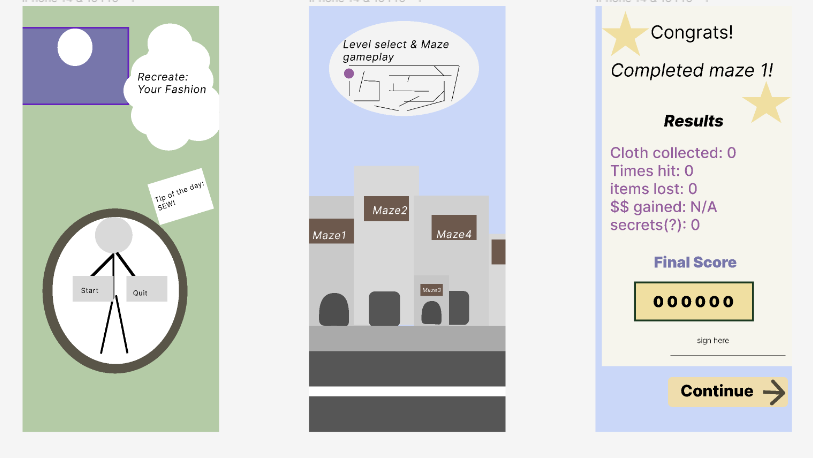 Recreate:
Your Fashion
Tip of the day:
SEW!
Start
Quit
Level select & Maze
gameplay
Maze1
Maze2
Maze4
Maze3
Congrats!
Completed maze 1!
Results
Cloth collected: 0
Times hit: 0
items lost: 0
$$ gained: N/A
secrets(?): 0
Final Score
000000
sign here
Continue